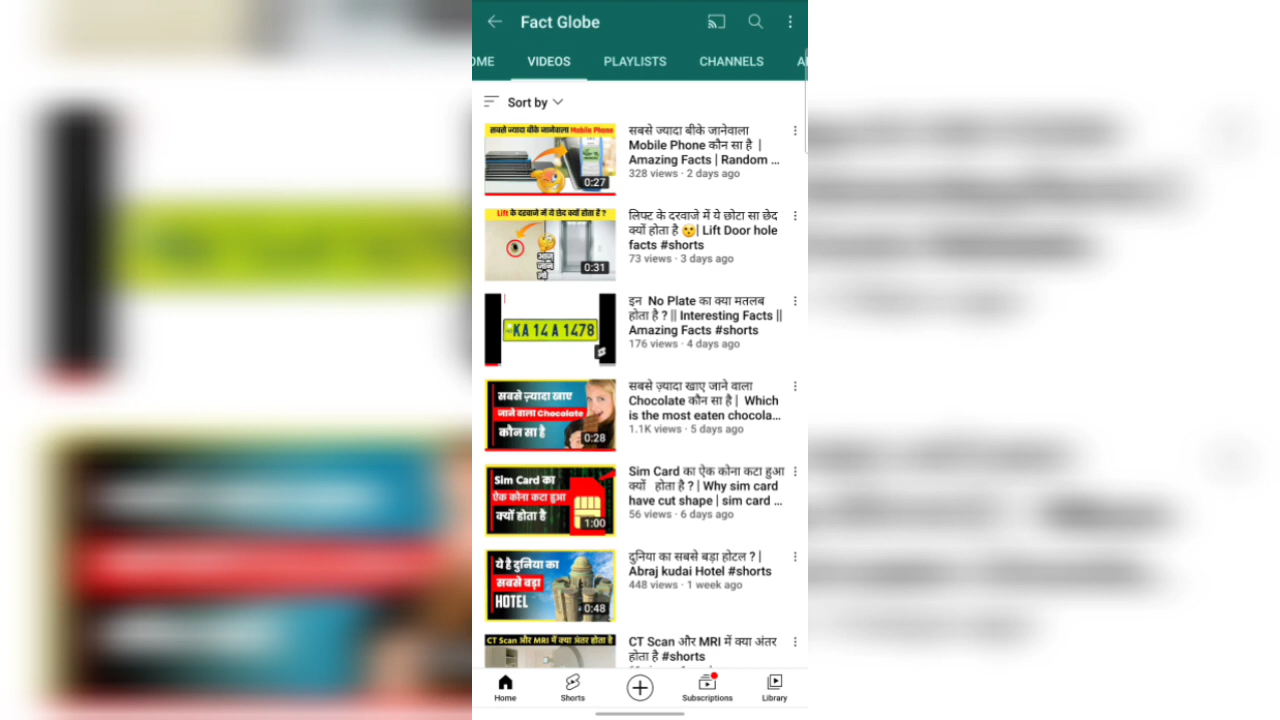 Fact Globe
OME VIDEOS PLAYLISTS CHANNELS A
Sort by
सबसे ज्यादा बीके जानेवाला Mobile Phone
0:27
सबसे ज्यादा बीके जानेवाला
Mobile Phone कौन सा है |
Amazing Facts | Random ...
328 views · 2 days ago
Lift के दरवाजे में ये छेद क्यों होता है ?
0:31
लिफ्ट के दरवाजे में ये छोटा सा छेद
क्यों होता है 😯| Lift Door hole
facts #shorts
73 views · 3 days ago
KA 14 A 1478
इन No Plate का क्या मतलब
होता है ? || Interesting Facts ||
Amazing Facts #shorts
176 views · 4 days ago
सबसे ज़्यादा खाए
जाने वाला Chocolate
कौन सा है
0:28
सबसे ज़्यादा खाए जाने वाला
Chocolate कौन सा है | Which
is the most eaten chocola...
1.1K views · 5 days ago
Sim Card का
ऐक कोना कटा हुआ
क्यों होता है
1:00
Sim Card का ऐक कोना कटा हुआ
क्यों होता है ? | Why sim card
have cut shape | sim card ...
56 views · 6 days ago
ये है दुनिया का
सबसे बड़ा
HOTEL
0:48
दुनिया का सबसे बड़ा होटल ? |
Abraj kudai Hotel #shorts
448 views · 1 week ago
CT Scan और MRI में क्या अंतर होता है
CT Scan और MRI में क्या अंतर
होता है #shorts
Home Shorts Subscriptions Library